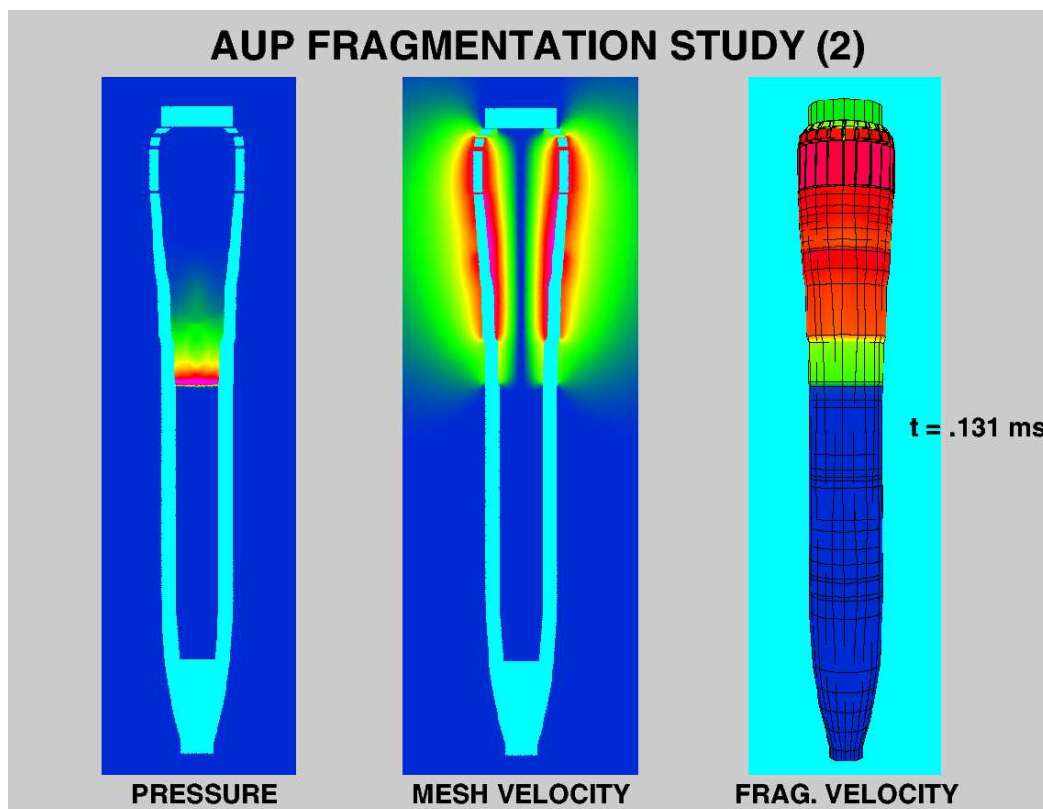 AUP FRAGMENTATION STUDY (2)
t = .131 ms
PRESSURE
MESH VELOCITY
FRAG. VELOCITY